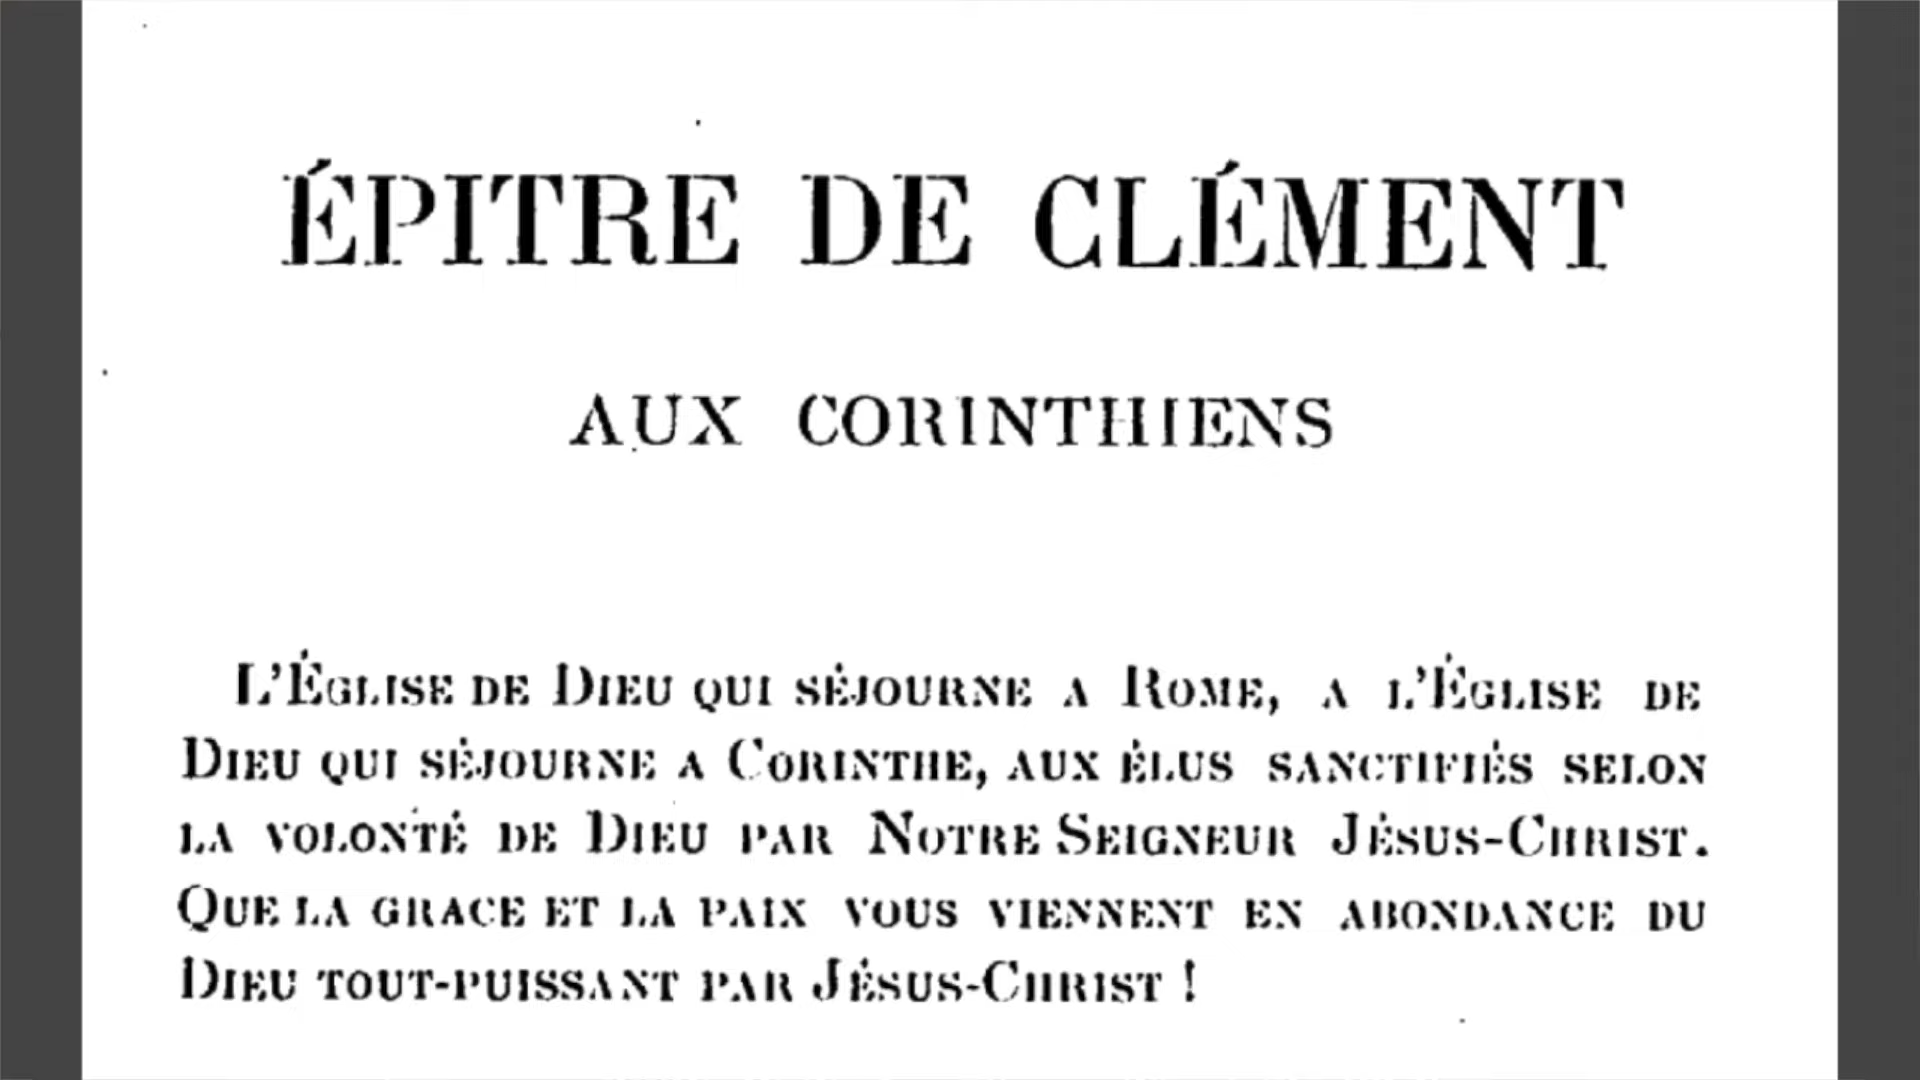 ÉPITRE DE CLÉMENT
AUX CORINTHIENS
L'ÉGLISE DE DIEU QUI SÉJOURNE A ROME, A L'ÉGLISE DE
DIEU QUI SÉJOURNE A CORINTHE, AUX ÉLUS SANCTIFIÉS SELON
LA VOLONTÉ DE DIEU PAR NOTRE SEIGNEUR JÉSUS-CHRIST.
QUE LA GRACE ET LA PAIX VOUS VIENNENT EN ABONDANCE DU
DIEU TOUT-PUISSANT PAR JÉSUS-CHRIST !